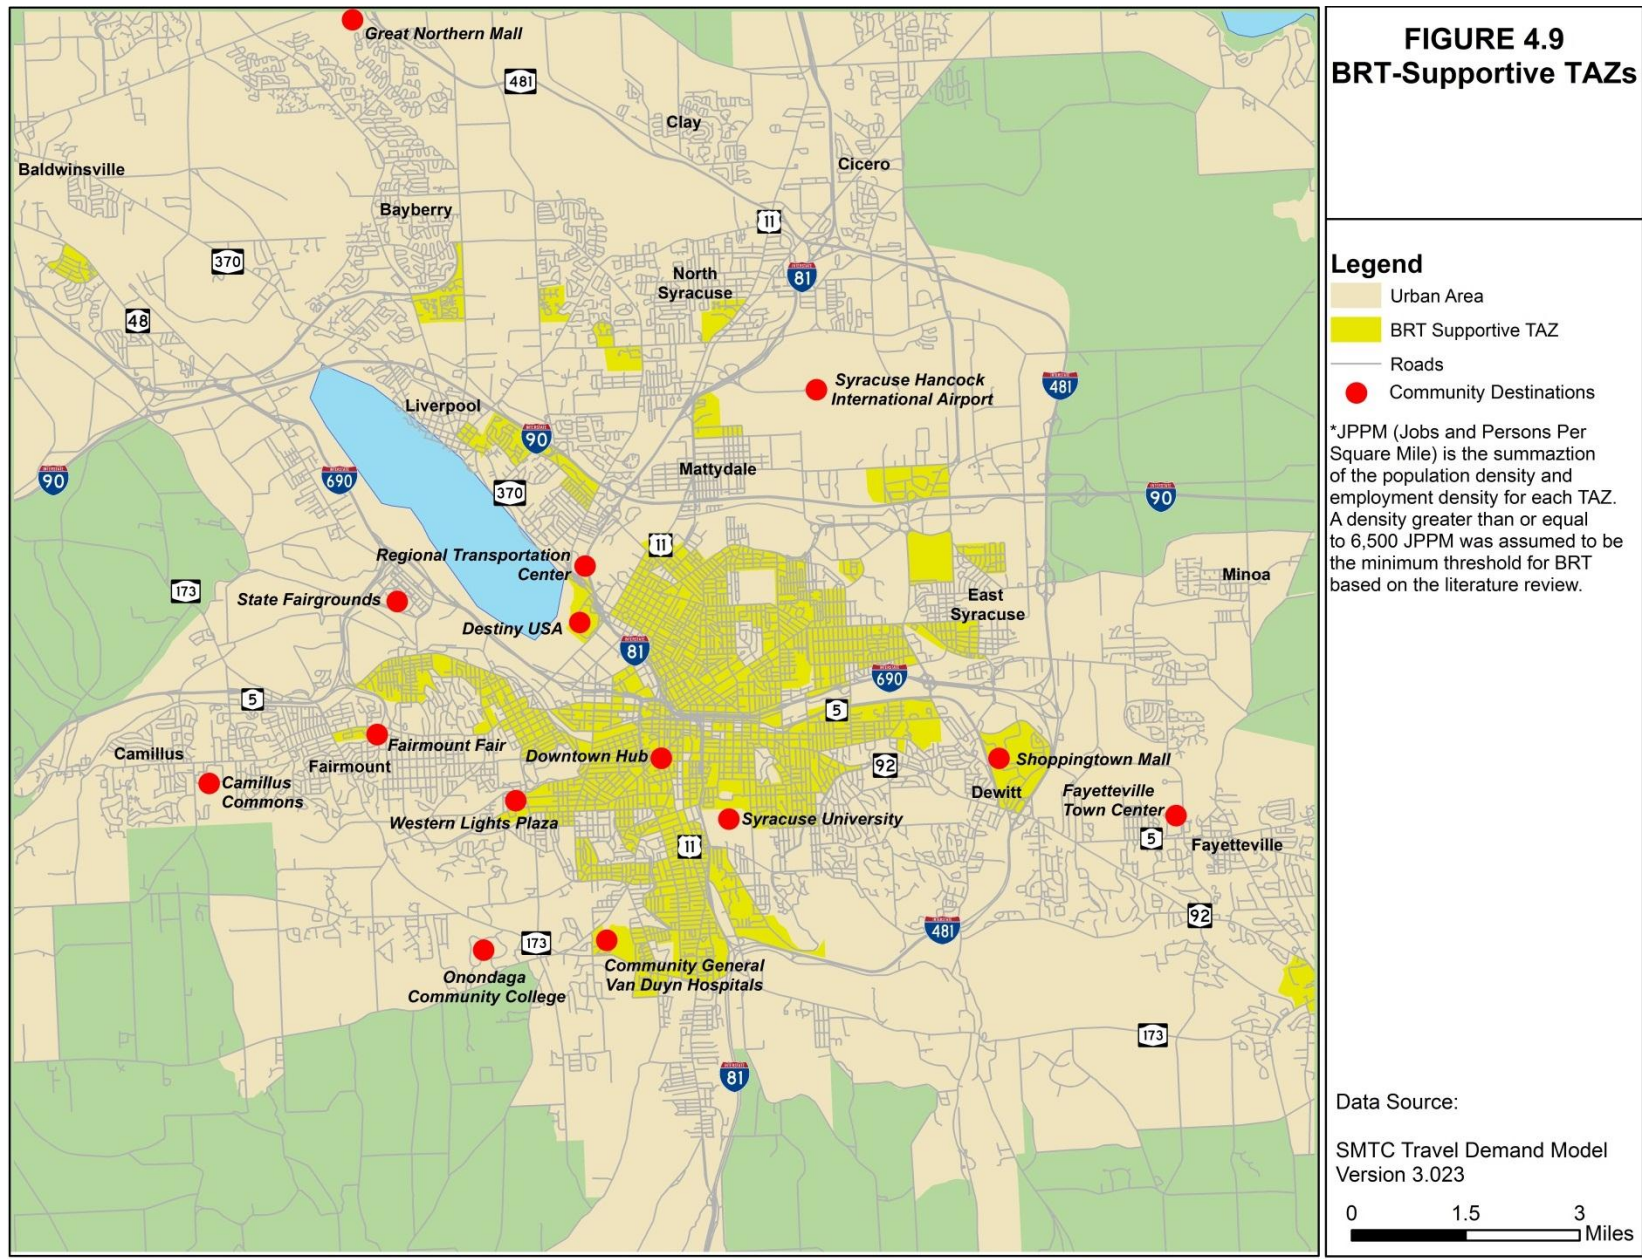 FIGURE 4.9
BRT-Supportive TAZs
Legend
Urban Area
BRT Supportive TAZ
Roads
Community Destinations
*JPPM (Jobs and Persons Per
Square Mile) is the summaztion
of the population density and
employment density for each TAZ.
A density greater than or equal
to 6,500 JPPM was assumed to be
the minimum threshold for BRT
based on the literature review.
Data Source:
SMTC Travel Demand Model
Version 3.023
0 1.5 3
Miles
Great Northern Mall
481
Clay
Cicero
Baldwinsville
Bayberry
11
370
81
North
Syracuse
48
Syracuse Hancock
International Airport
481
Liverpool
90
Mattydale
90
690
370
90
11
Regional Transportation
Center
Minoa
173
State Fairgrounds
East
Syracuse
Destiny USA
81
690
5
5
Fairmount Fair
Camillus
Fairmount
Downtown Hub
92
Shoppingtown Mall
Camillus
Commons
Dewitt
Fayetteville
Town Center
Western Lights Plaza
Syracuse University
5
Fayetteville
11
92
481
173
Onondaga
Community College
Community General
Van Duyn Hospitals
173
81